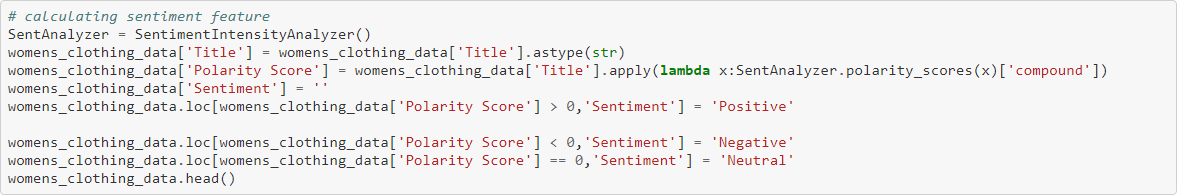 # calculating sentiment feature
SentAnalyzer = SentimentIntensityAnalyzer()
womens_clothing_data['Title'] = womens_clothing_data['Title'].astype(str)
womens_clothing_data['Polarity Score'] = womens_clothing_data['Title'].apply(lambda x:SentAnalyzer.polarity_scores(x)['compound'])
womens_clothing_data['Sentiment'] = ''
womens_clothing_data.loc[womens_clothing_data['Polarity Score'] > 0,'Sentiment'] = 'Positive'
womens_clothing_data.loc[womens_clothing_data['Polarity Score'] < 0,'Sentiment'] = 'Negative'
womens_clothing_data.loc[womens_clothing_data['Polarity Score'] == 0,'Sentiment'] = 'Neutral'
womens_clothing_data.head()